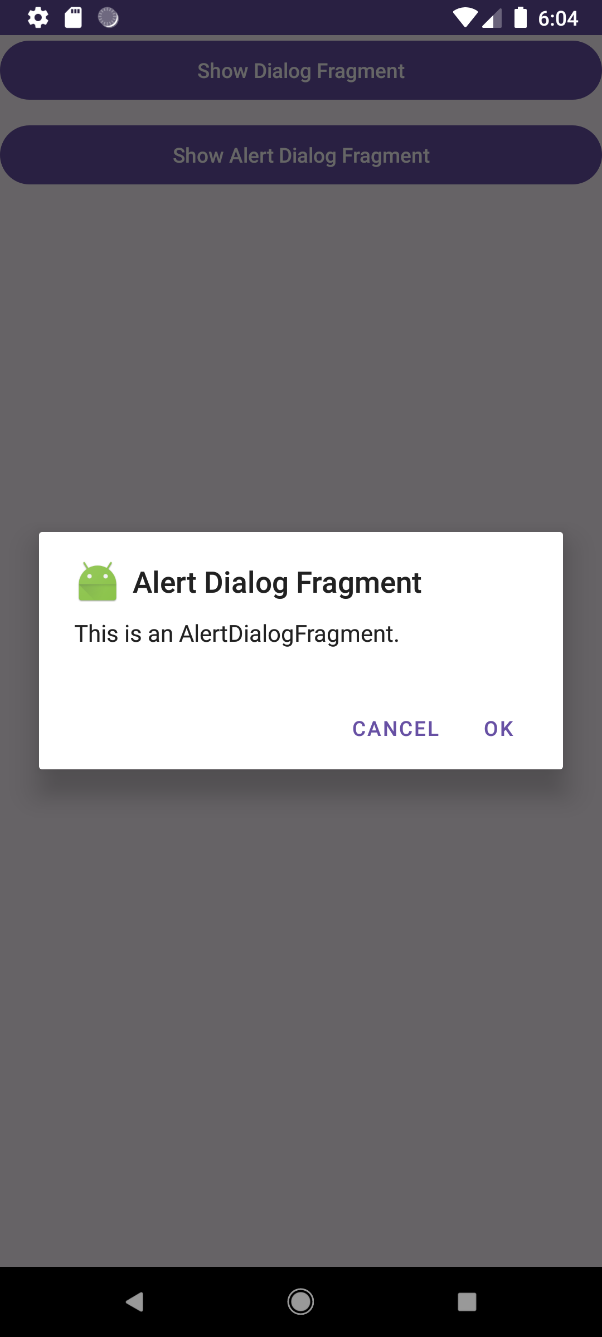 6:04
Show Dialog Fragment
Show Alert Dialog Fragment
Alert Dialog Fragment
This is an AlertDialogFragment.
CANCEL OK